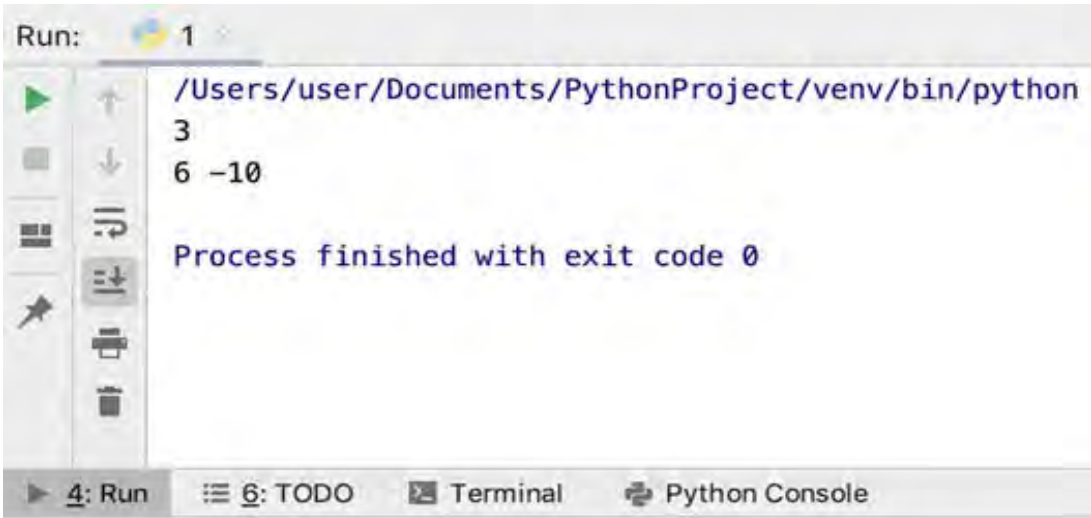 Run: 1
/Users/user/Documents/PythonProject/venv/bin/python
3
6 -10
Process finished with exit code 0
4: Run 6: TODO Terminal Python Console